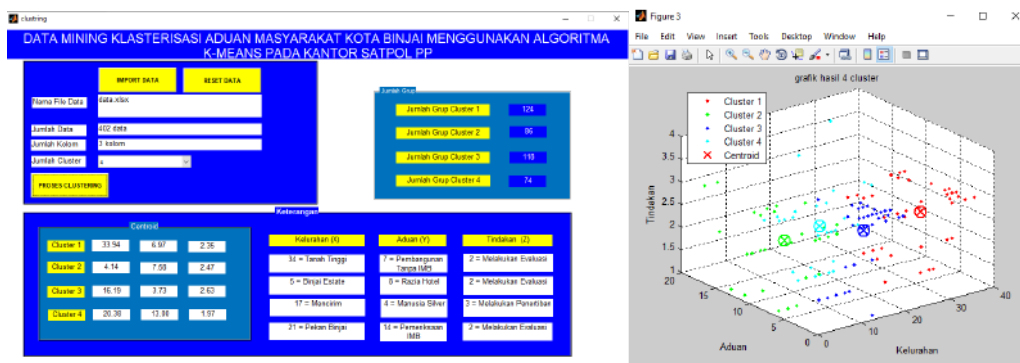 clustring
DATA MINING KLASTERISASI ADUAN MASYARAKAT KOTA BINJAI MENGGUNAKAN ALGORITMA
K-MEANS PADA KANTOR SATPOL PP
IMPORT DATA RESET DATA
Nama File Data data.xlsx
Jumlah Data 402 data
Jumlah Kolom 3 kolom
Jumlah Cluster
PROSES CLUSTERING
Jumlah Grup
Jumlah Grup Cluster 1 124
Jumlah Grup Cluster 2 86
Jumlah Grup Cluster 3 118
Jumlah Grup Cluster 4 74
Keterangan
Centroid
Cluster 1 33.94 6.97 2.35
Cluster 2 4.14 7.58 2.47
Cluster 3 16.19 3.73 2.63
Cluster 4 20.38 13.86 1.97
Kelurahan (X) Aduan (Y) Tindakan (Z)
34 = Tanah Tinggi 7 = Pembangunan Tanpa IMB 2 = Melakukan Evaluasi
5 = Binjai Estate 8 = Razia Hotel 2 = Melakukan Evaluasi
17 = Mencirim 4 = Manusia Silver 3 = Melakukan Penertiban
21 = Pekan Binjai 14 = Pemeriksaan IMB 2 = Melakukan Evaluasi
Figure 3
File Edit View Insert Tools Desktop Window Help
grafik hasil 4 cluster
Cluster 1
Cluster 2
Cluster 3
Cluster 4
Centroid
4
3.5
3
2.5
2
1.5
1
Tindakan
20
15
10
5
0
Aduan
0
10
20
30
40
Kelurahan